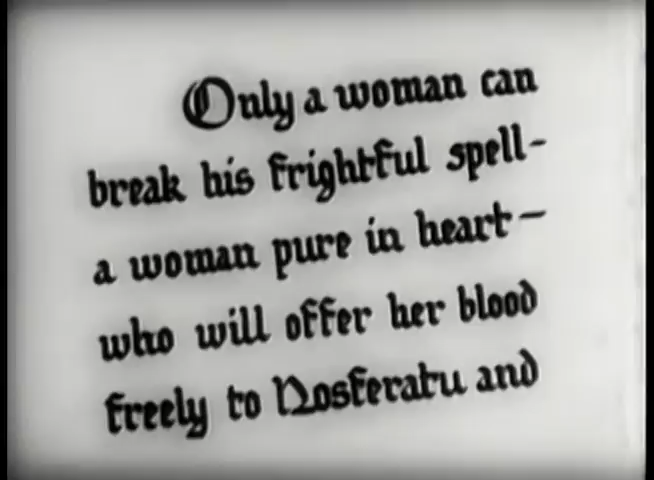 Only a woman can
break his frightful spell-
a woman pure in heart—
who will offer her blood
freely to Nosferatu and